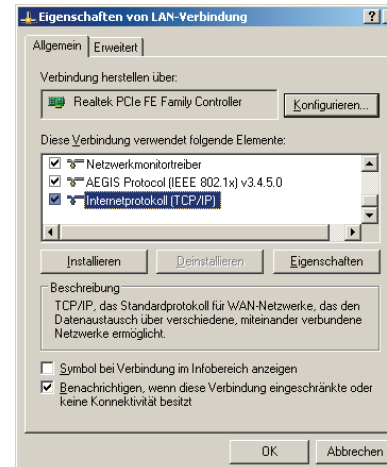 Eigenschaften von LAN-Verbindung
Allgemein Erweitert
Verbindung herstellen über:
Realtek PCIe FE Family Controller
Konfigurieren...
Diese Verbindung verwendet folgende Elemente:
Netzwerkmonitortreiber
AEGIS Protocol (IEEE 802.1x) v3.4.5.0
Internetprotokoll (TCP/IP)
Installieren Deinstallieren Eigenschaften
Beschreibung
TCP/IP, das Standardprotokoll für WAN-Netzwerke, das den
Datenaustausch über verschiedene, miteinander verbundene
Netzwerke ermöglicht.
Symbol bei Verbindung im Infobereich anzeigen
Benachrichtigen, wenn diese Verbindung eingeschränkte oder
keine Konnektivität besitzt
OK Abbrechen